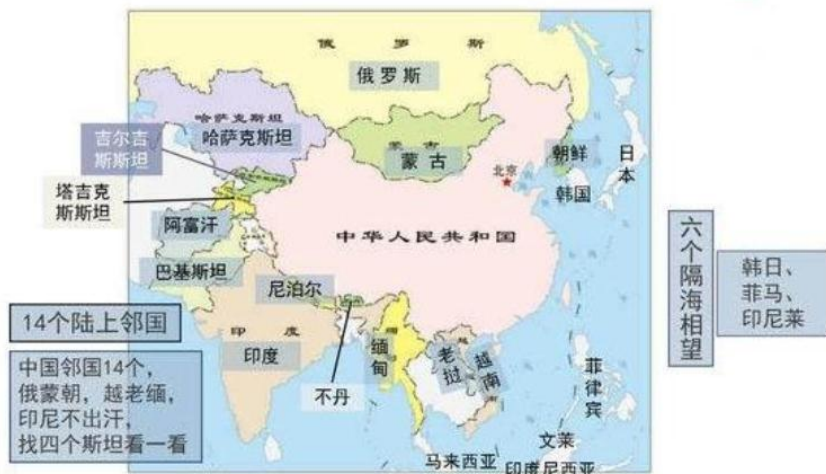 俄罗斯
俄罗斯
哈萨克斯坦
哈萨克斯坦
吉尔吉
斯斯坦
蒙古
蒙古
朝鲜
日本
北京
韩国
塔吉克
斯斯坦
阿富汗
中华人民共和国
巴基斯坦
尼泊尔
六个隔海相望
韩日、
菲马、
印尼莱
14个陆上邻国
印度
印度
缅甸
老挝
越南
不丹
菲律宾
中国邻国14个，
俄蒙朝，越老缅，
印尼不出汗，
找四个斯坦看一看
文莱
马来西亚
印度尼西亚